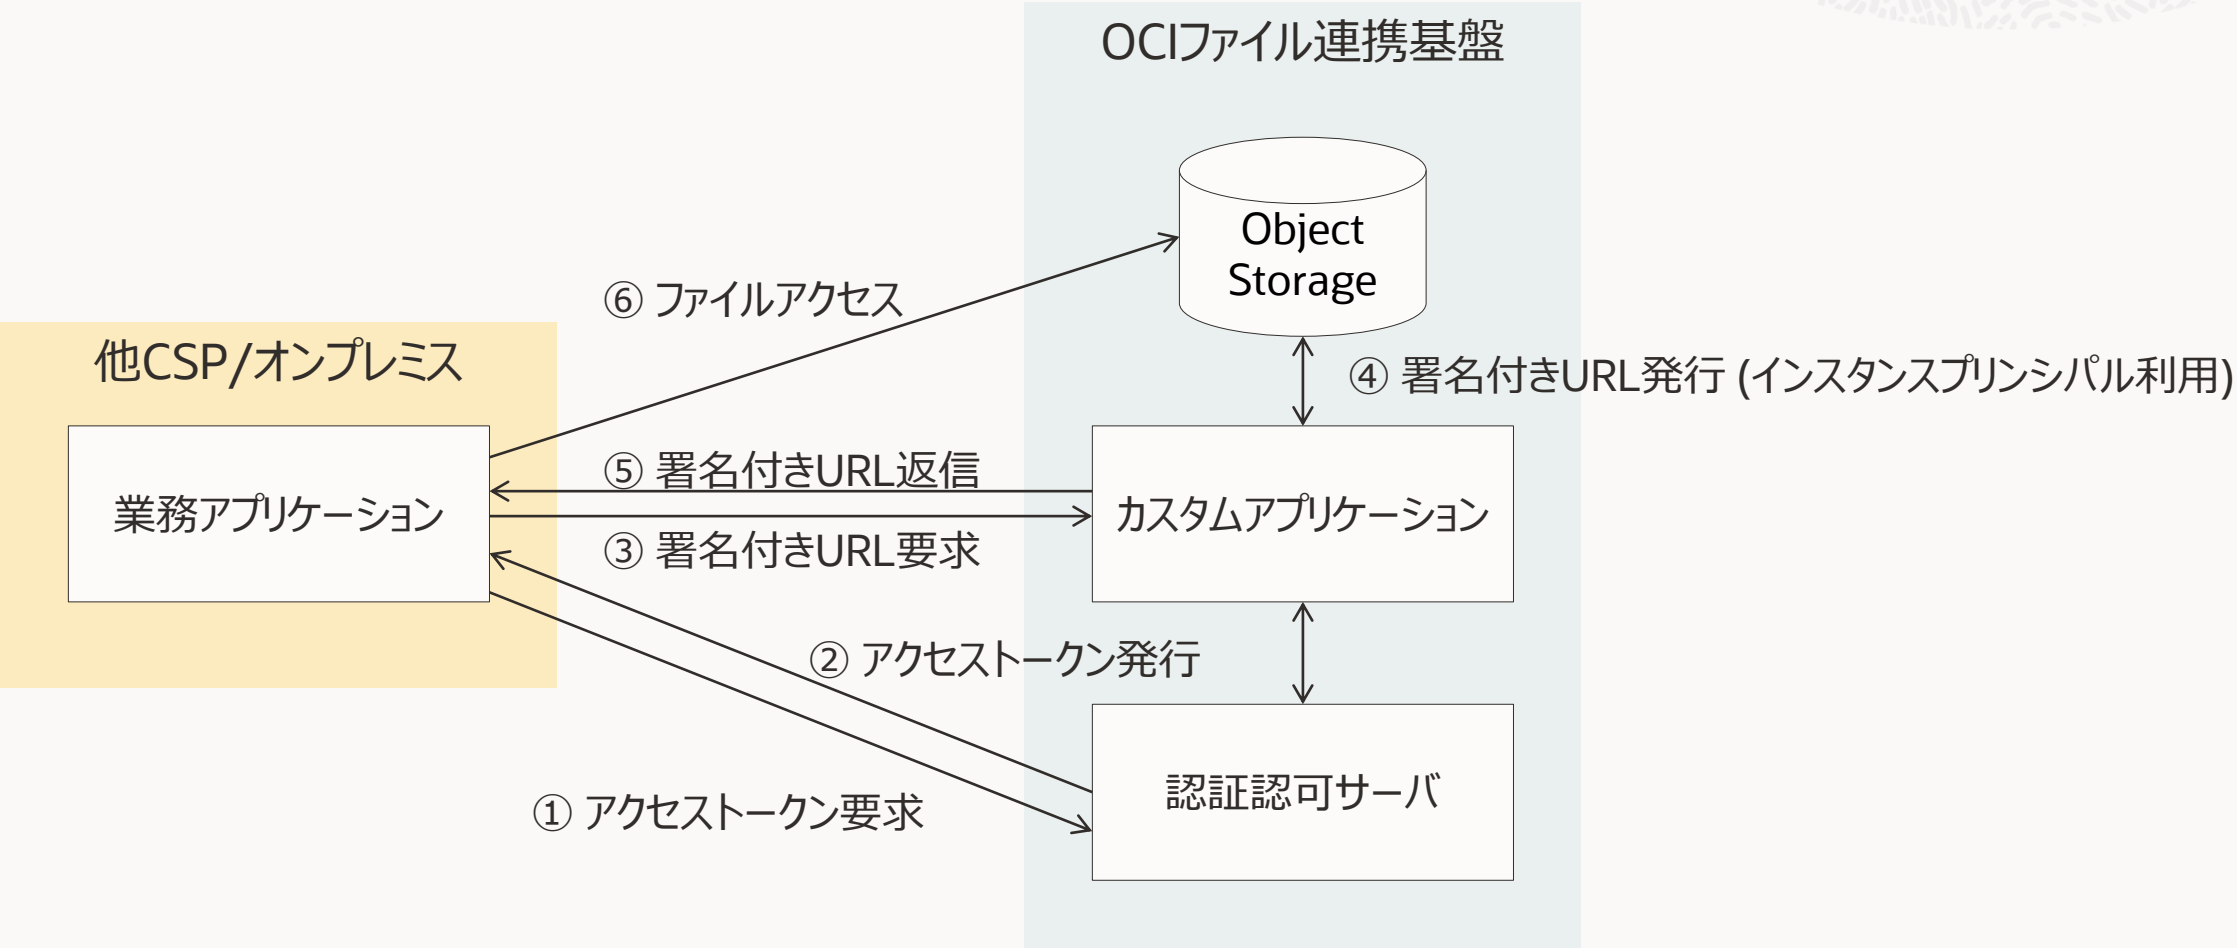 OCIファイル連携基盤
Object
Storage
⑥ ファイルアクセス
他CSP/オンプレミス
④ 署名付きURL発行 (インスタンスプリンシパル利用)
⑤ 署名付きURL返信
業務アプリケーション
カスタムアプリケーション
③ 署名付きURL要求
② アクセストークン発行
認証認可サーバ
① アクセストークン要求